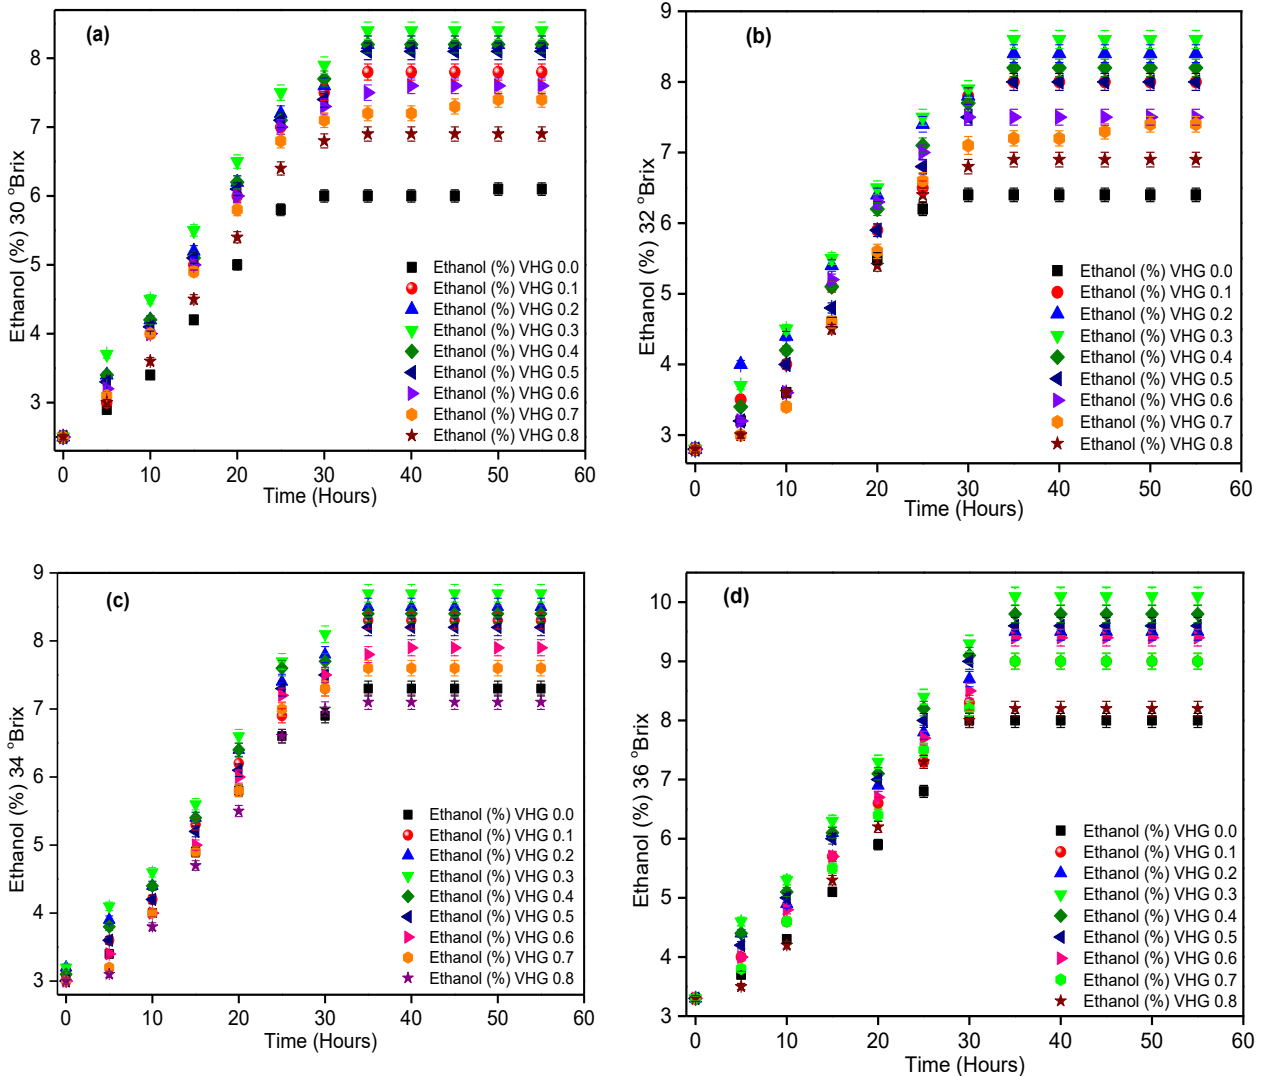 (a)
Ethanol (%) 30 °Brix
8
7
6
5
4
3
Ethanol (%) VHG 0.0
Ethanol (%) VHG 0.1
Ethanol (%) VHG 0.2
Ethanol (%) VHG 0.3
Ethanol (%) VHG 0.4
Ethanol (%) VHG 0.5
Ethanol (%) VHG 0.6
Ethanol (%) VHG 0.7
Ethanol (%) VHG 0.8
0 10 20 30 40 50 60
Time (Hours)
(b)
Ethanol (%) 32 °Brix
9
8
7
6
5
4
3
Ethanol (%) VHG 0.0
Ethanol (%) VHG 0.1
Ethanol (%) VHG 0.2
Ethanol (%) VHG 0.3
Ethanol (%) VHG 0.4
Ethanol (%) VHG 0.5
Ethanol (%) VHG 0.6
Ethanol (%) VHG 0.7
Ethanol (%) VHG 0.8
0 10 20 30 40 50 60
Time (Hours)
(c)
Ethanol (%) 34 °Brix
9
8
7
6
5
4
3
Ethanol (%) VHG 0.0
Ethanol (%) VHG 0.1
Ethanol (%) VHG 0.2
Ethanol (%) VHG 0.3
Ethanol (%) VHG 0.4
Ethanol (%) VHG 0.5
Ethanol (%) VHG 0.6
Ethanol (%) VHG 0.7
Ethanol (%) VHG 0.8
0 10 20 30 40 50 60
Time (Hours)
(d)
Ethanol (%) 36 °Brix
10
9
8
7
6
5
4
3
Ethanol (%) VHG 0.0
Ethanol (%) VHG 0.1
Ethanol (%) VHG 0.2
Ethanol (%) VHG 0.3
Ethanol (%) VHG 0.4
Ethanol (%) VHG 0.5
Ethanol (%) VHG 0.6
Ethanol (%) VHG 0.7
Ethanol (%) VHG 0.8
0 10 20 30 40 50 60
Time (Hours)